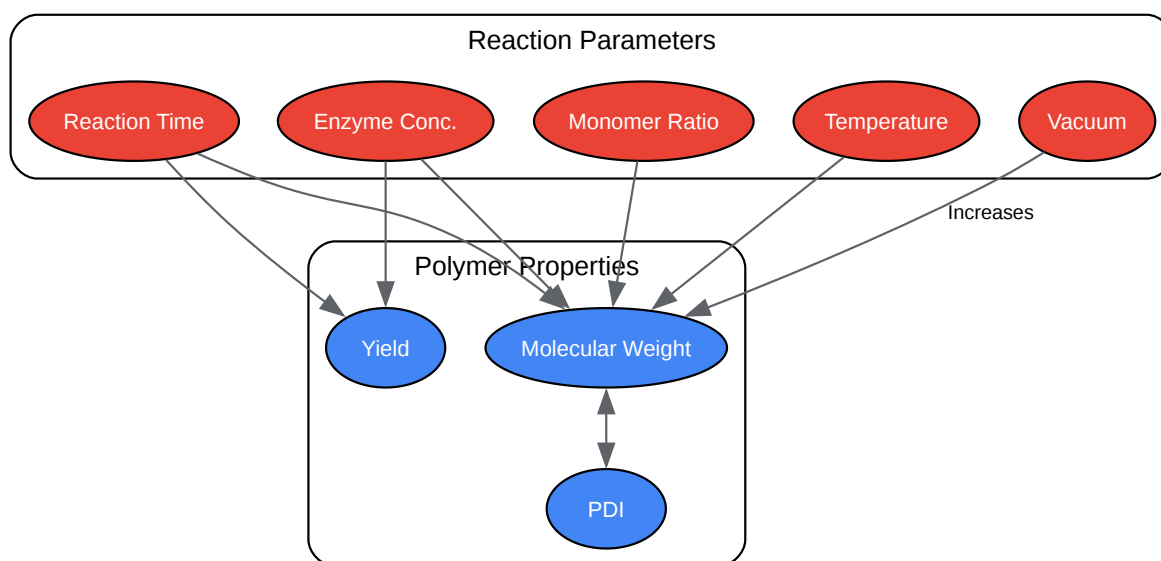 Reaction Parameters
Reaction Time
Enzyme Conc.
Monomer Ratio
Temperature
Vacuum
Increases
Polymer Properties
Yield
Molecular Weight
PDI